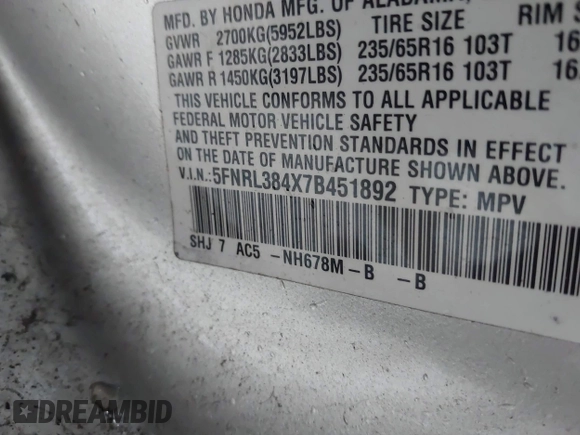 MFD. BY HONDA MFG. OF ALABAMA,
GVWR 2700KG(5952LBS) TIRE SIZE RIM S
GAWR F 1285KG(2833LBS) 235/65R16 103T 16
GAWR R 1450KG(3197LBS) 235/65R16 103T 16
THIS VEHICLE CONFORMS TO ALL APPLICABLE
FEDERAL MOTOR VEHICLE SAFETY
AND THEFT PREVENTION STANDARDS IN EFFECT
ON THE DATE OF MANUFACTURE SHOWN ABOVE.
V.I.N.:5FNRL384X7B451892 TYPE: MPV
SHJ 7 AC5 -NH678M-B -B
DREAMBID